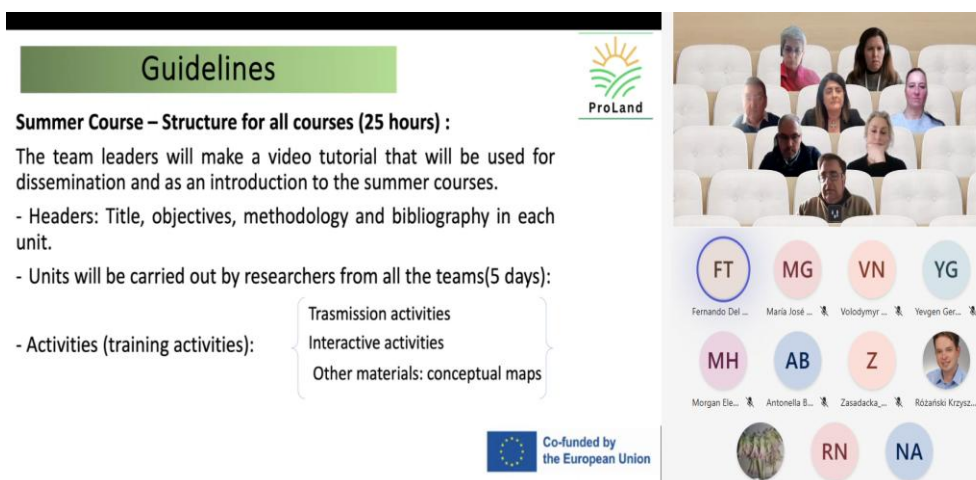 Guidelines
ProLand
Summer Course – Structure for all courses (25 hours) :
The team leaders will make a video tutorial that will be used for
dissemination and as an introduction to the summer courses.
- Headers: Title, objectives, methodology and bibliography in each
unit.
- Units will be carried out by researchers from all the teams(5 days):
- Activities (training activities):
Trasmission activities
Interactive activities
Other materials: conceptual maps
Co-funded by
the European Union
FT
MG
VN
YG
Fernando Del ...
María José ...
Volodymyr ...
Yevgen Ger...
MH
AB
Z
Morgan Ele...
Antonella B...
Zasadacka_...
Różański Krzysz...
RN
NA